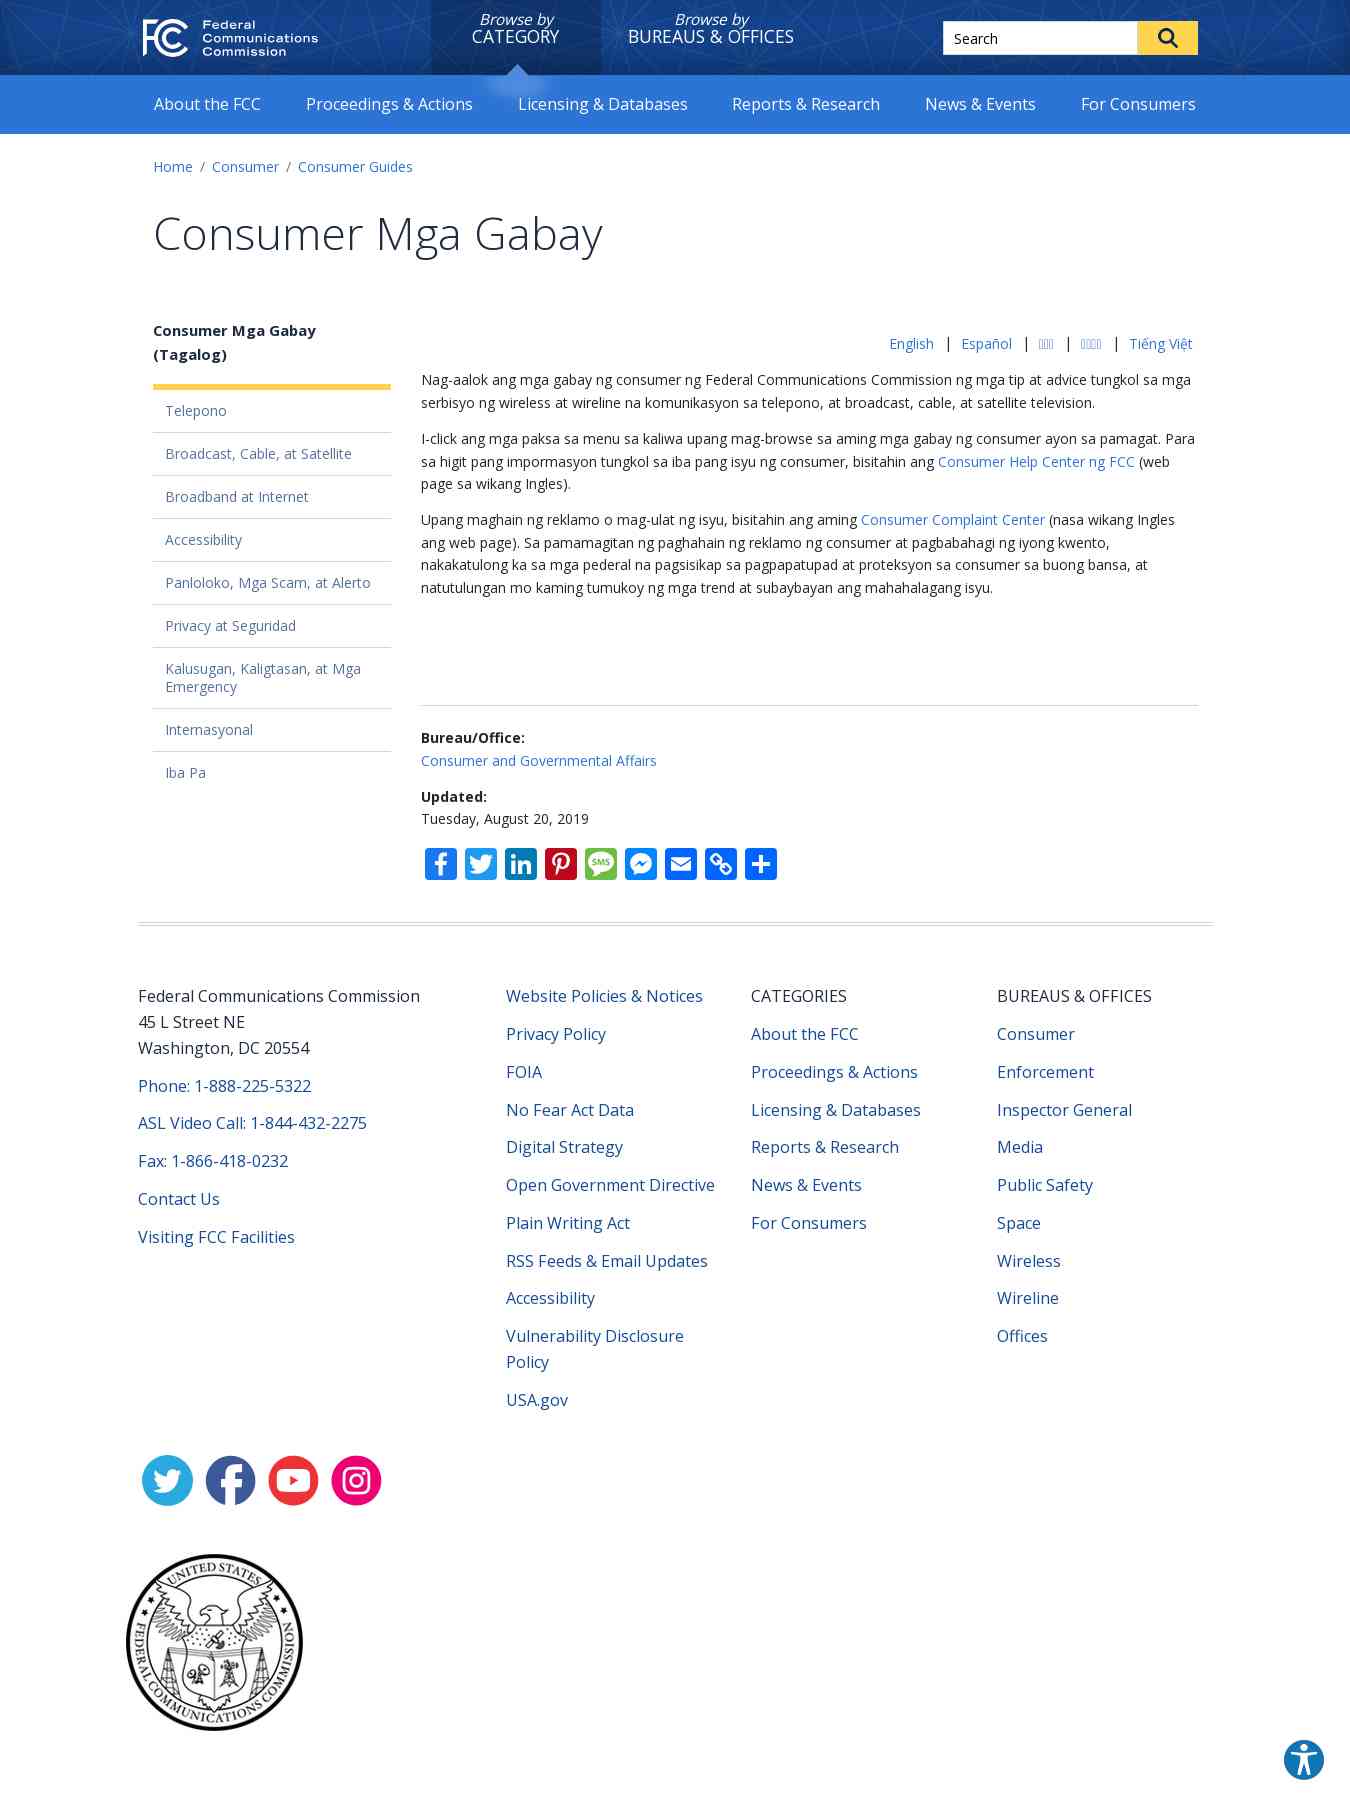 FCC Federal
Communications
Commission
Browse by
CATEGORY
Browse by
BUREAUS & OFFICES
Search
About the FCC
Proceedings & Actions
Licensing & Databases
Reports & Research
News & Events
For Consumers
Home / Consumer / Consumer Guides
Consumer Mga Gabay
Consumer Mga Gabay
(Tagalog)
Telepono
Broadcast, Cable, at Satellite
Broadband at Internet
Accessibility
Panloloko, Mga Scam, at Alerto
Privacy at Seguridad
Kalusugan, Kaligtasan, at Mga
Emergency
Internasyonal
Iba Pa
English | Español | | | Tiếng Việt
Nag-aalok ang mga gabay ng consumer ng Federal Communications Commission ng mga tip at advice tungkol sa mga
serbisyo ng wireless at wireline na komunikasyon sa telepono, at broadcast, cable, at satellite television.
I-click ang mga paksa sa menu sa kaliwa upang mag-browse sa aming mga gabay ng consumer ayon sa pamagat. Para
sa higit pang impormasyon tungkol sa iba pang isyu ng consumer, bisitahin ang Consumer Help Center ng FCC (web
page sa wikang Ingles).
Upang maghain ng reklamo o mag-ulat ng isyu, bisitahin ang aming Consumer Complaint Center (nasa wikang Ingles
ang web page). Sa pamamagitan ng paghahain ng reklamo ng consumer at pagbabahagi ng iyong kwento,
nakakatulong ka sa mga pederal na pagsisikap sa pagpapatupad at proteksyon sa consumer sa buong bansa, at
natutulungan mo kaming tumukoy ng mga trend at subaybayan ang mahahalagang isyu.
Bureau/Office:
Consumer and Governmental Affairs
Updated:
Tuesday, August 20, 2019
SMS
Federal Communications Commission
45 L Street NE
Washington, DC 20554
Phone: 1-888-225-5322
ASL Video Call: 1-844-432-2275
Fax: 1-866-418-0232
Contact Us
Visiting FCC Facilities
Website Policies & Notices
Privacy Policy
FOIA
No Fear Act Data
Digital Strategy
Open Government Directive
Plain Writing Act
RSS Feeds & Email Updates
Accessibility
Vulnerability Disclosure
Policy
USA.gov
CATEGORIES
About the FCC
Proceedings & Actions
Licensing & Databases
Reports & Research
News & Events
For Consumers
BUREAUS & OFFICES
Consumer
Enforcement
Inspector General
Media
Public Safety
Space
Wireless
Wireline
Offices
UNITED STATES
FEDERAL COMMUNICATIONS COMMISSION